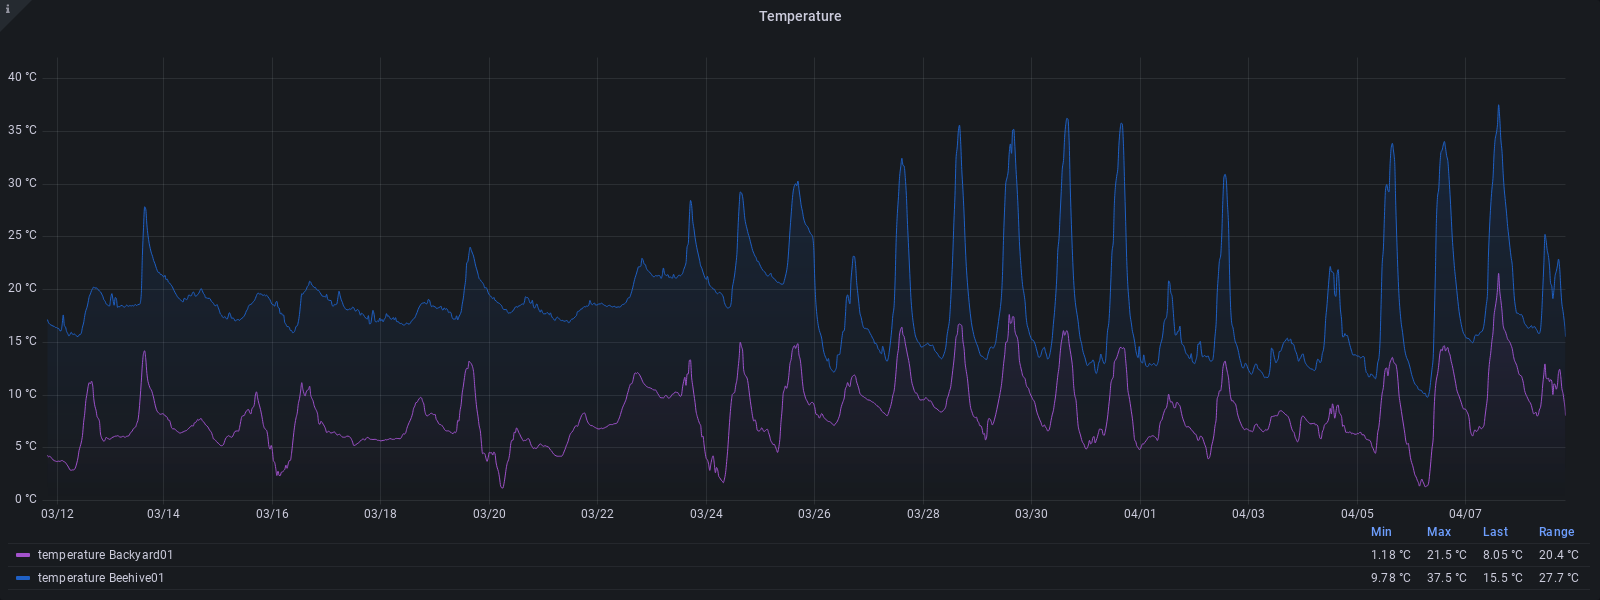 i
Temperature
40 °C
35 °C
30 °C
25 °C
20 °C
15 °C
10 °C
5 °C
0 °C
03/12 03/14 03/16 03/18 03/20 03/22 03/24 03/26 03/28 03/30 04/01 04/03 04/05 04/07
Min Max Last Range
temperature Backyard01 1.18 °C 21.5 °C 8.05 °C 20.4 °C
temperature Beehive01 9.78 °C 37.5 °C 15.5 °C 27.7 °C